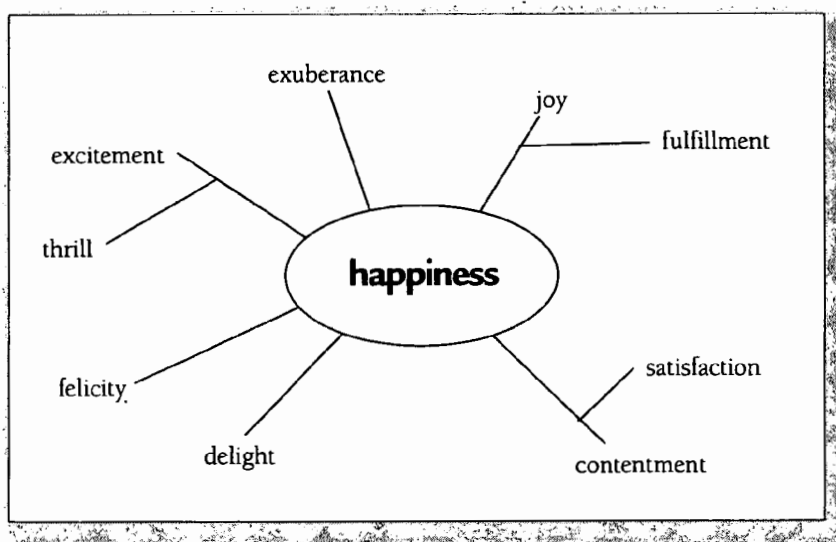 exuberance
joy
fulfillment
excitement
thrill
happiness
satisfaction
felicity
delight
contentment